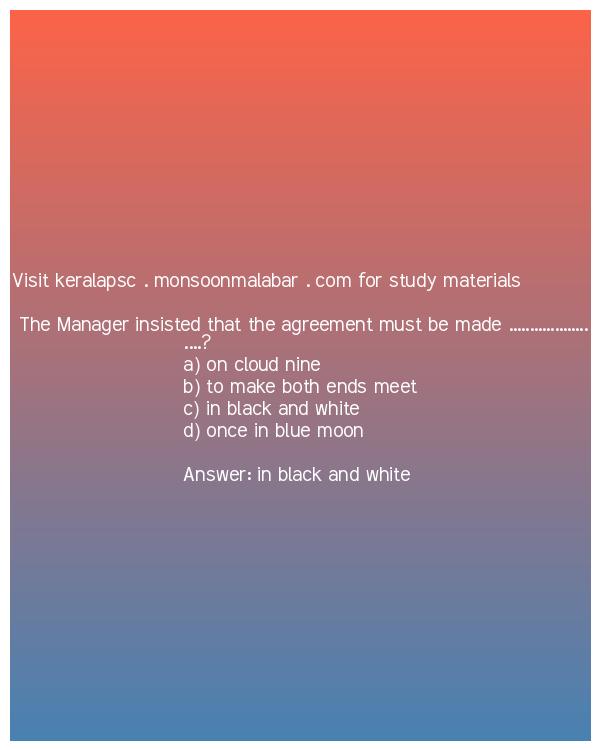 Visit keralapsc . monsoonmalabar . com for study materials
The Manager insisted that the agreement must be made ...................
....?
a) on cloud nine
b) to make both ends meet
c) in black and white
d) once in blue moon
Answer: in black and white